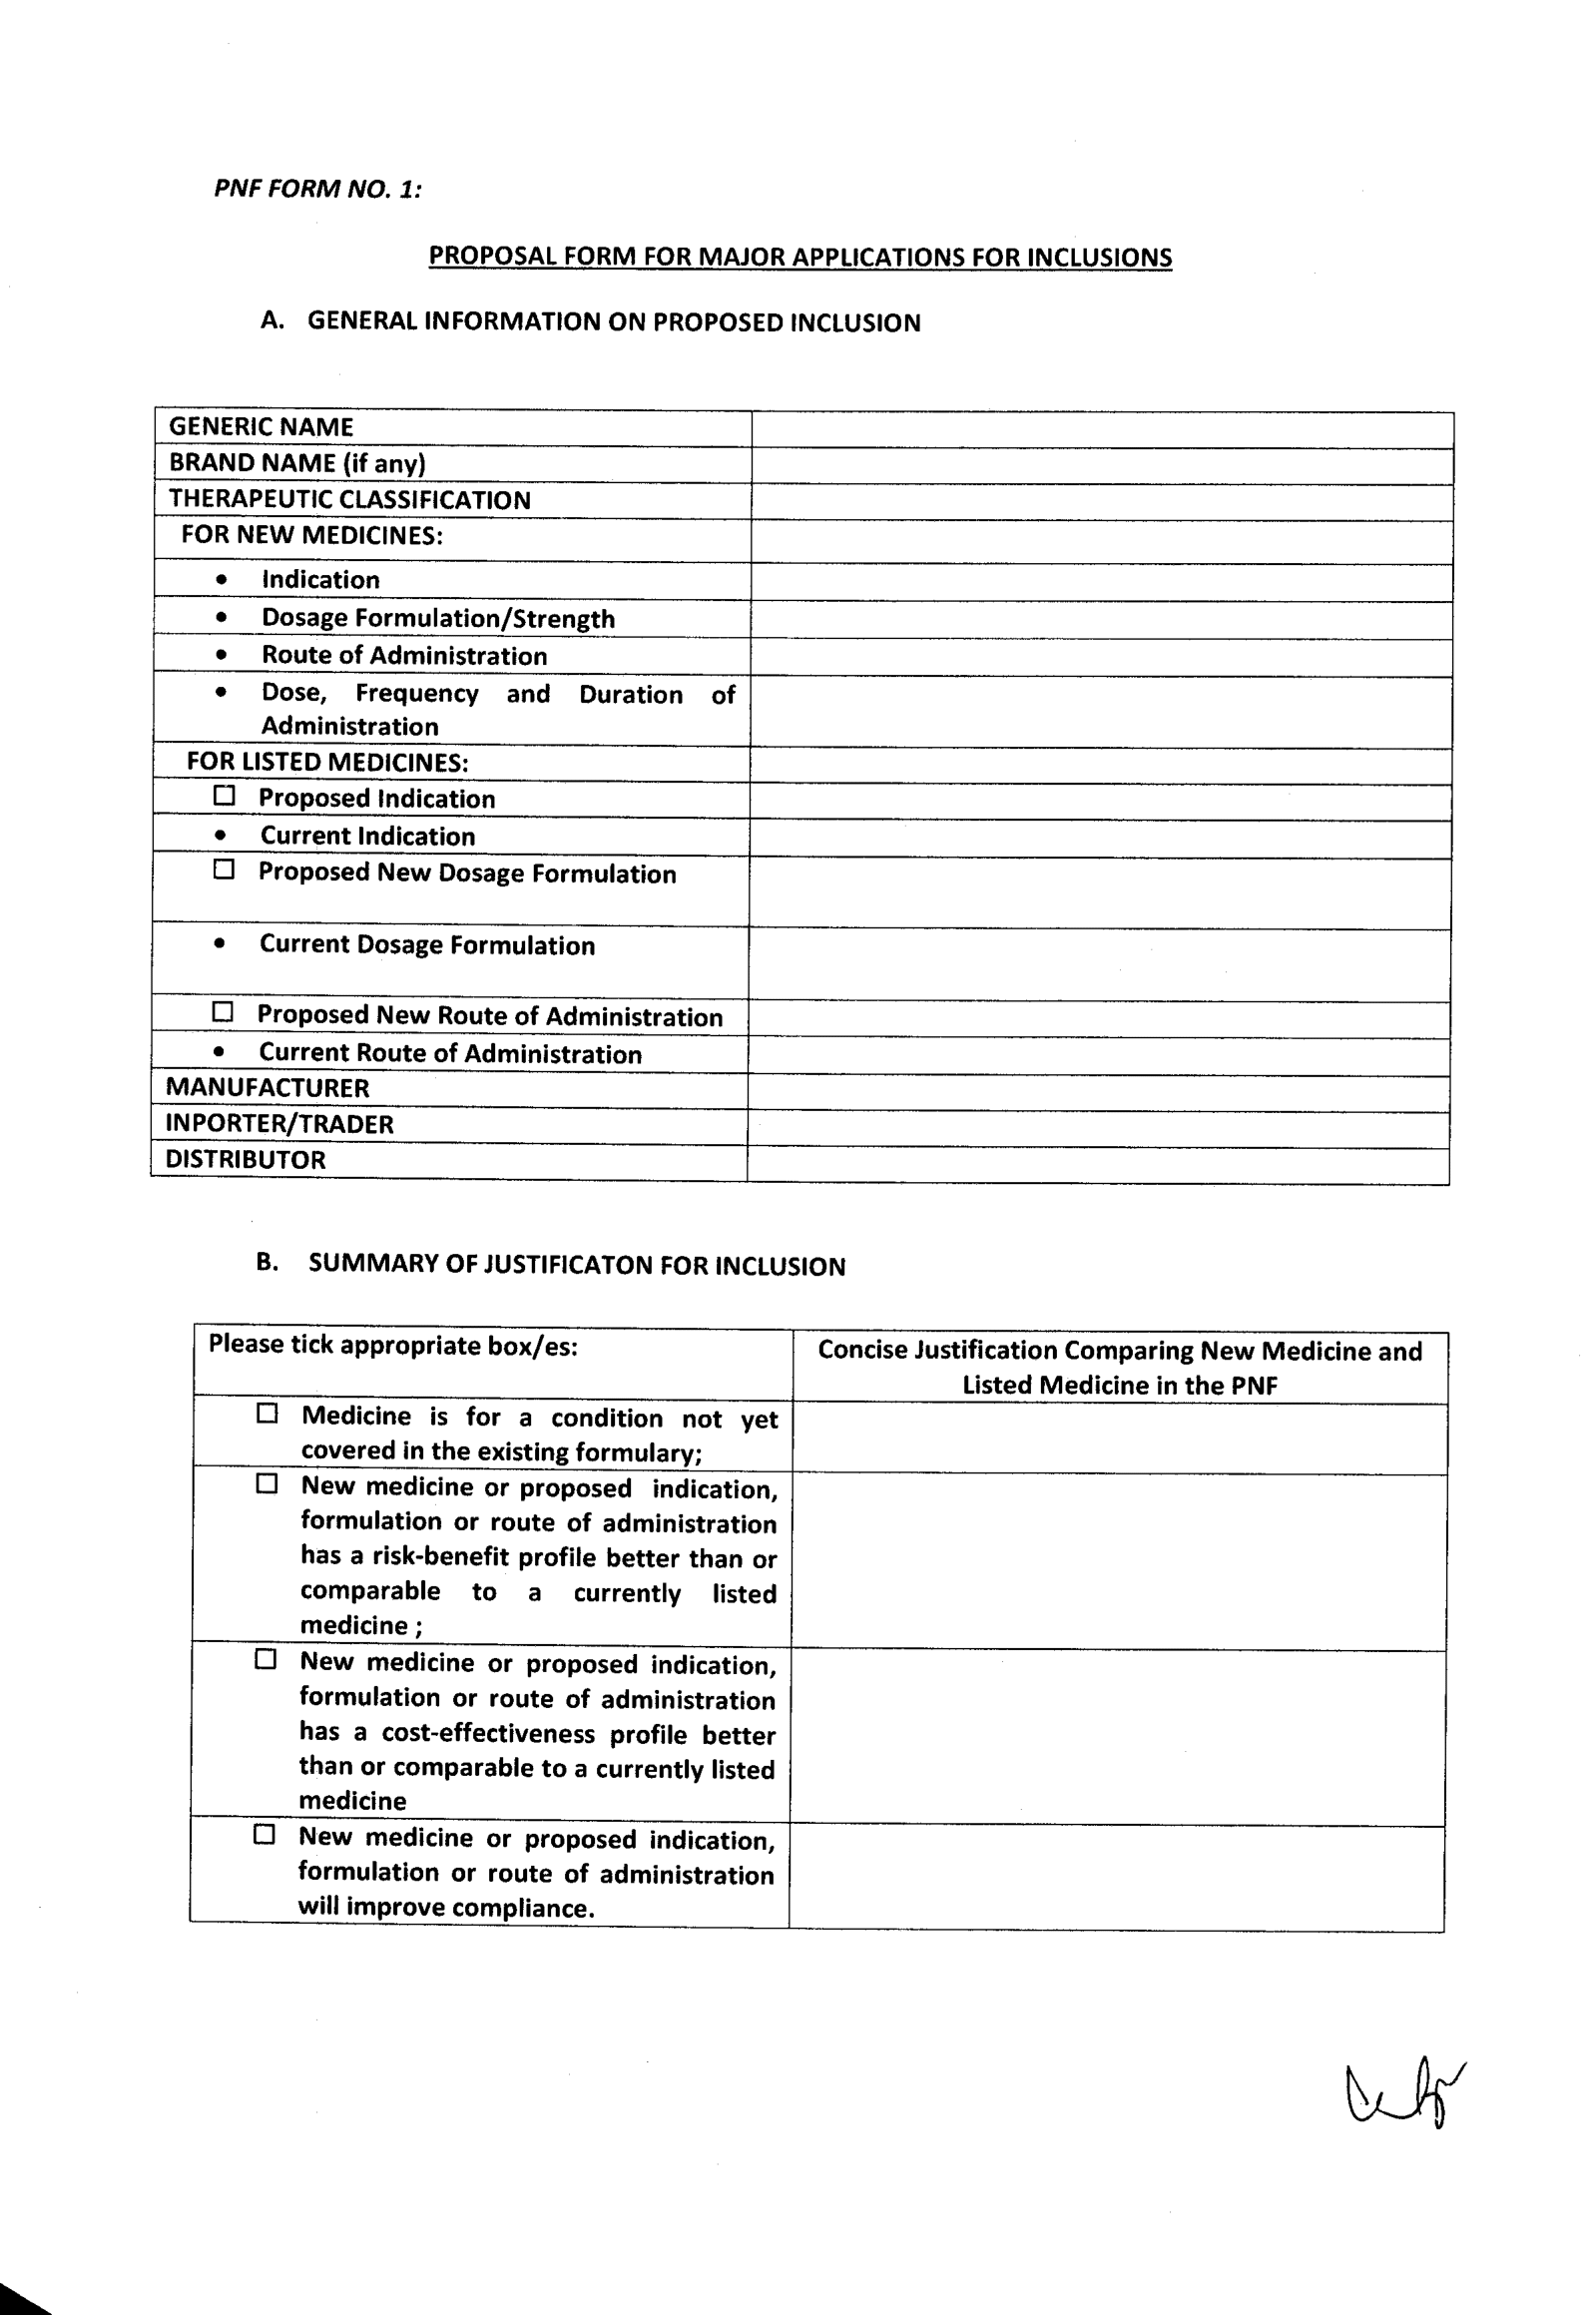 PNF FORM NO. 1:
PROPOSAL FORM FOR MAJOR APPLICATIONS FOR INCLUSIONS
A. GENERAL INFORMATION ON PROPOSED INCLUSION
GENERIC NAME
BRAND NAME (if any)
THERAPEUTIC CLASSIFICATION
FOR NEW MEDICINES:
• Indication
• Dosage Formulation/Strength
• Route of Administration
• Dose, Frequency and Duration of
Administration
FOR LISTED MEDICINES:
☐ Proposed Indication
• Current Indication
☐ Proposed New Dosage Formulation
• Current Dosage Formulation
☐ Proposed New Route of Administration
• Current Route of Administration
MANUFACTURER
INPORTER/TRADER
DISTRIBUTOR
B. SUMMARY OF JUSTIFICATON FOR INCLUSION
Please tick appropriate box/es:
Concise Justification Comparing New Medicine and
Listed Medicine in the PNF
☐ Medicine is for a condition not yet
covered in the existing formulary;
☐ New medicine or proposed indication,
formulation or route of administration
has a risk-benefit profile better than or
comparable to a currently listed
medicine ;
☐ New medicine or proposed indication,
formulation or route of administration
has a cost-effectiveness profile better
than or comparable to a currently listed
medicine
☐ New medicine or proposed indication,
formulation or route of administration
will improve compliance.